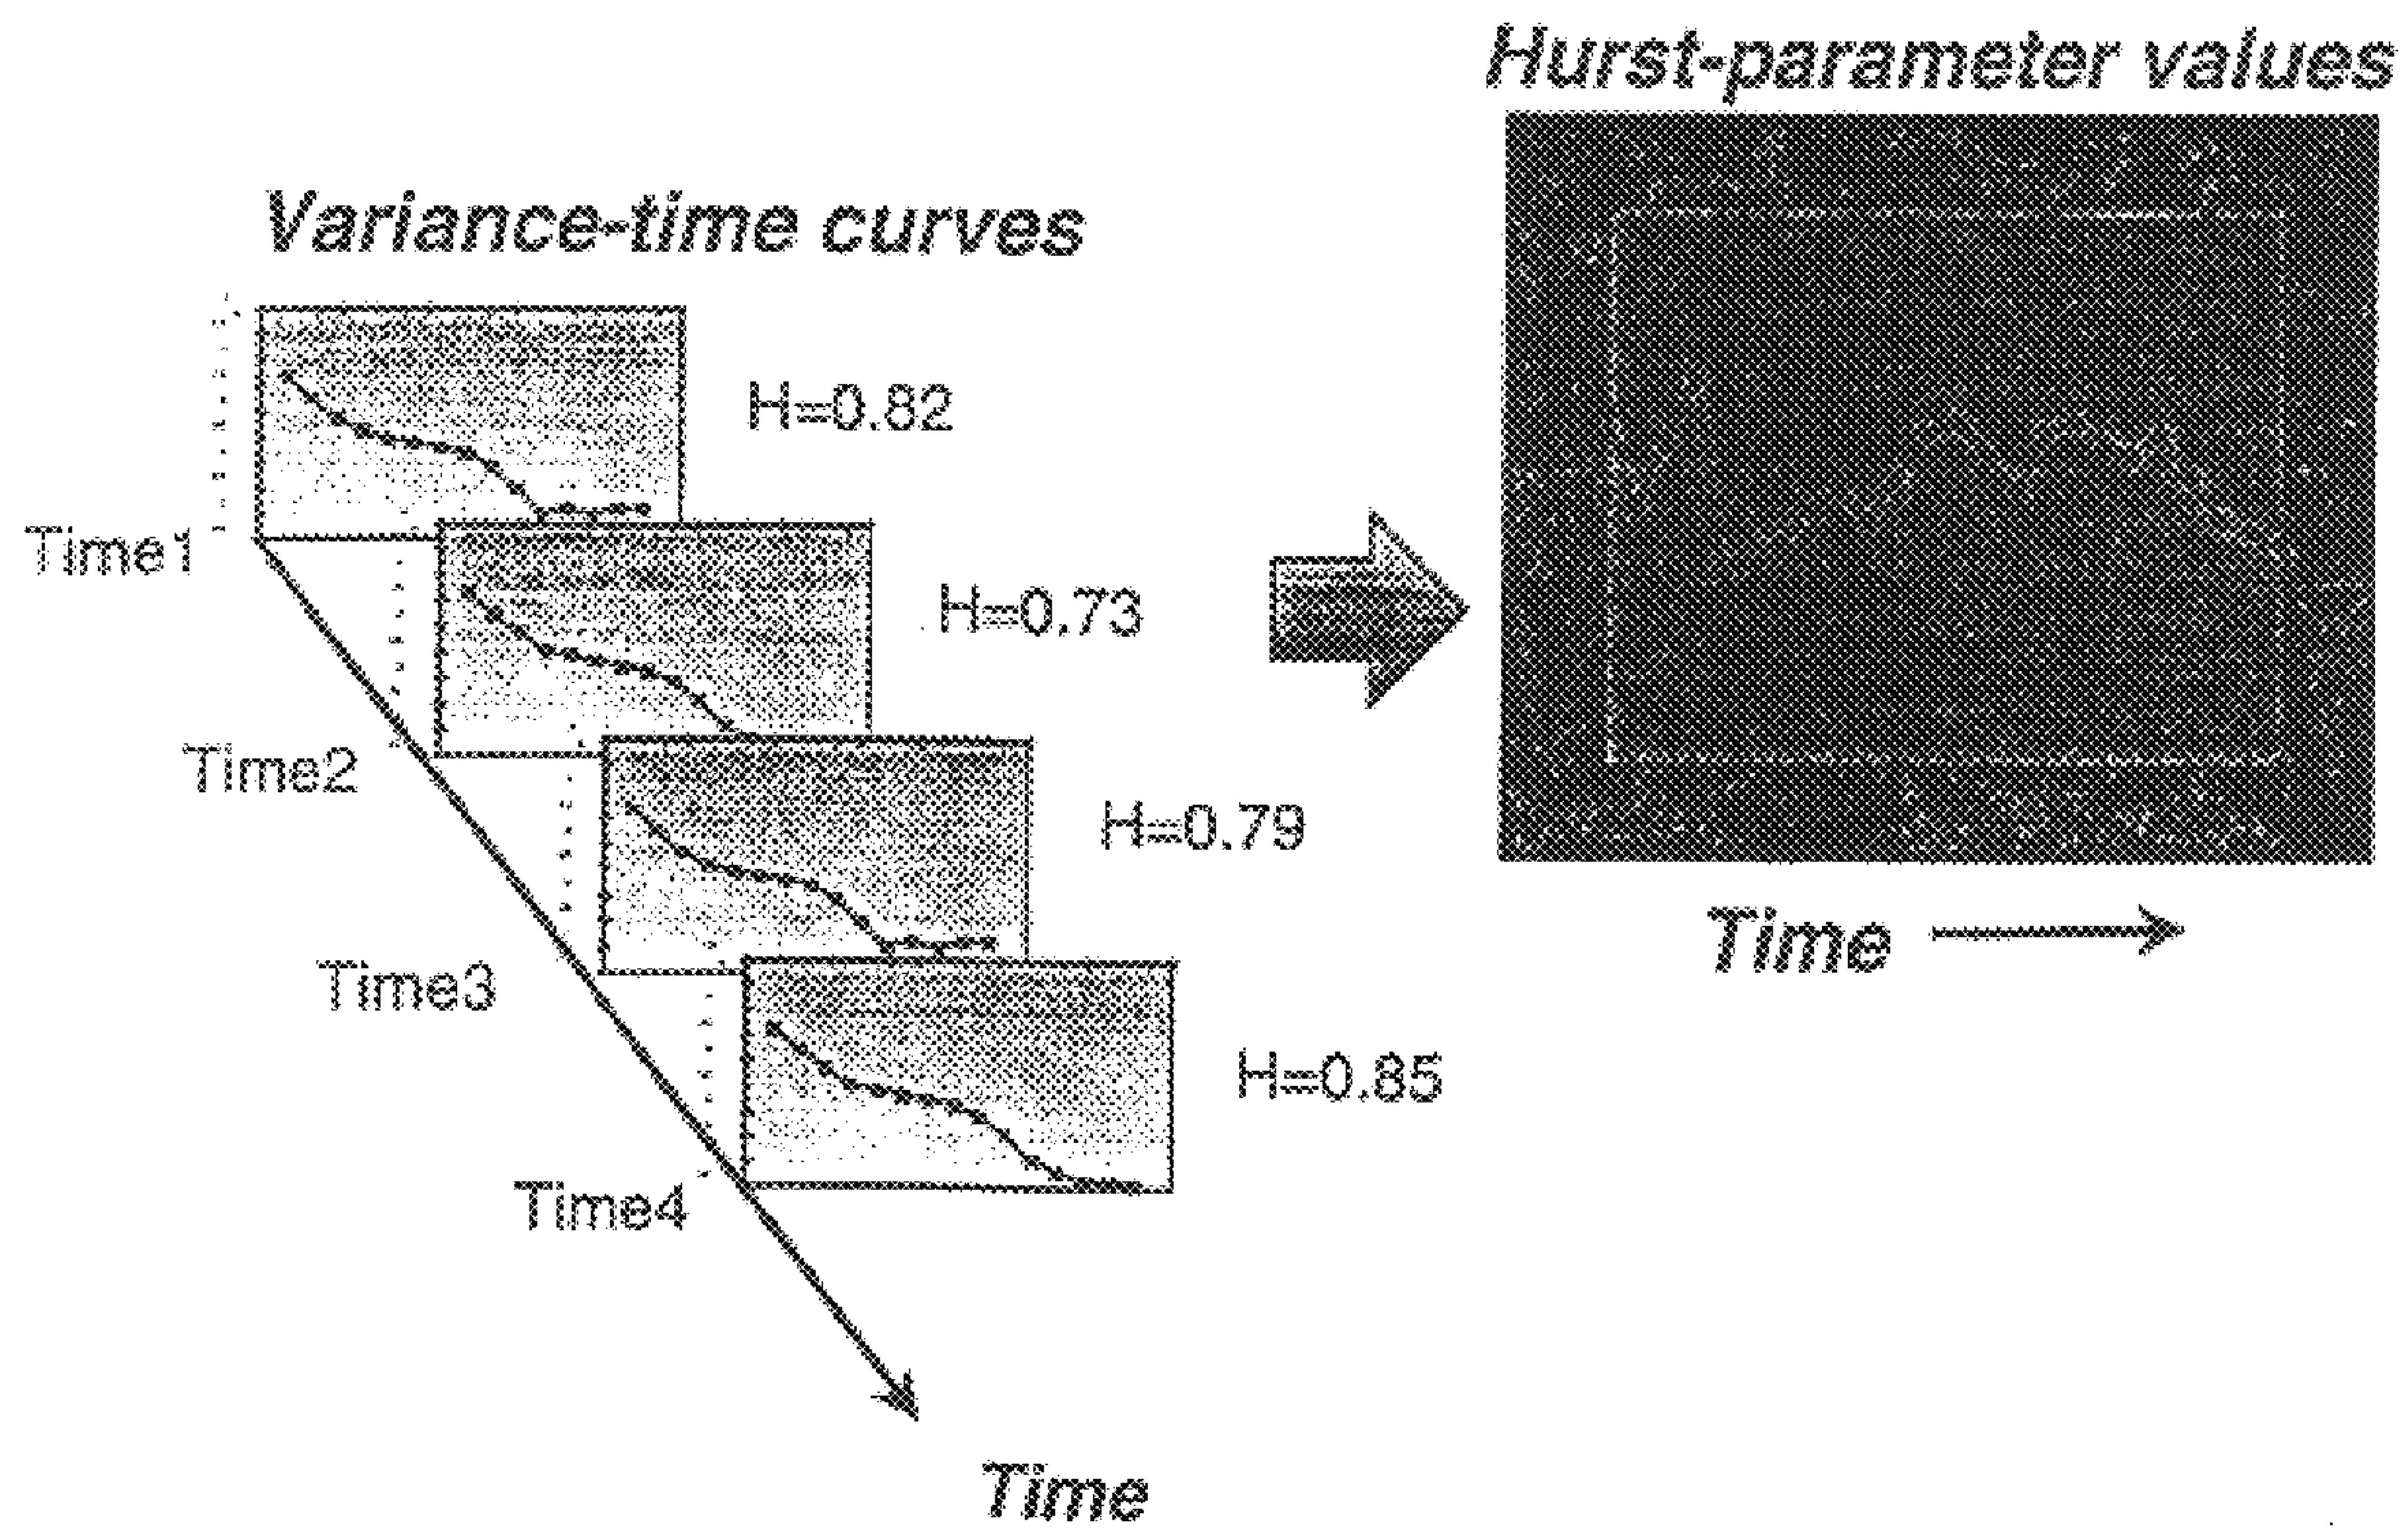 Hurst-parameter values
Variance-time curves
H=0.82
Time1
H=0.73
Time2
H=0.79
Time3
H=0.85
Time4
Time
Time